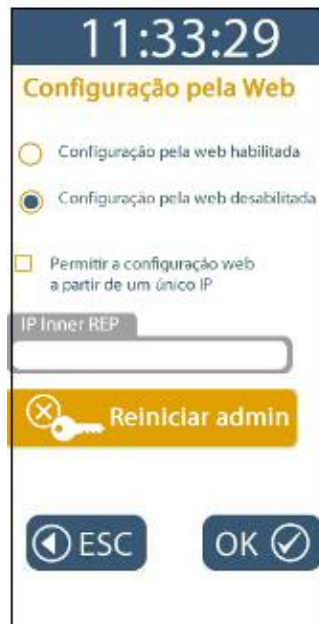 11:33:29
Configuração pela Web
Configuração pela web habilitada
Configuração pela web desabilitada
Permitir a configuração web
a partir de um único IP
IP Inner REP
Reiniciar admin
ESC
OK